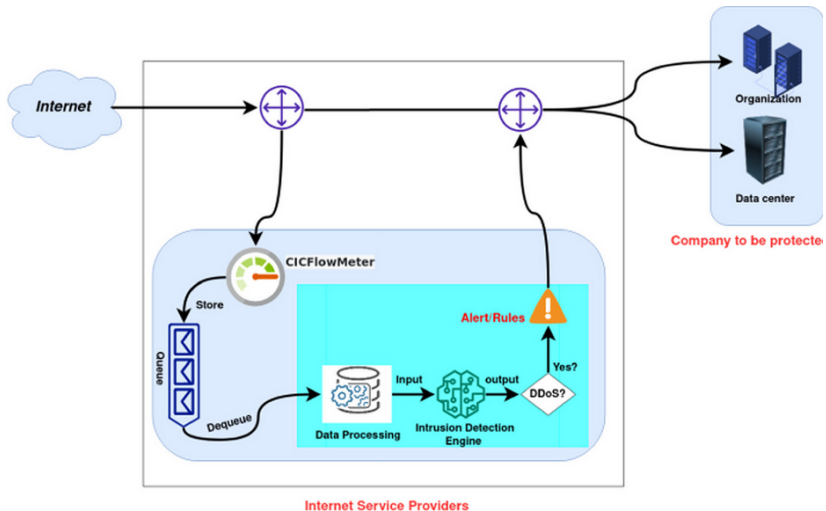 Internet
Organization
Data center
Company to be protected
CICFlowMeter
Store
Queue
Dequeue
Alert/Rules
Yes?
Input
output
DDoS?
Data Processing
Intrusion Detection
Engine
Internet Service Providers